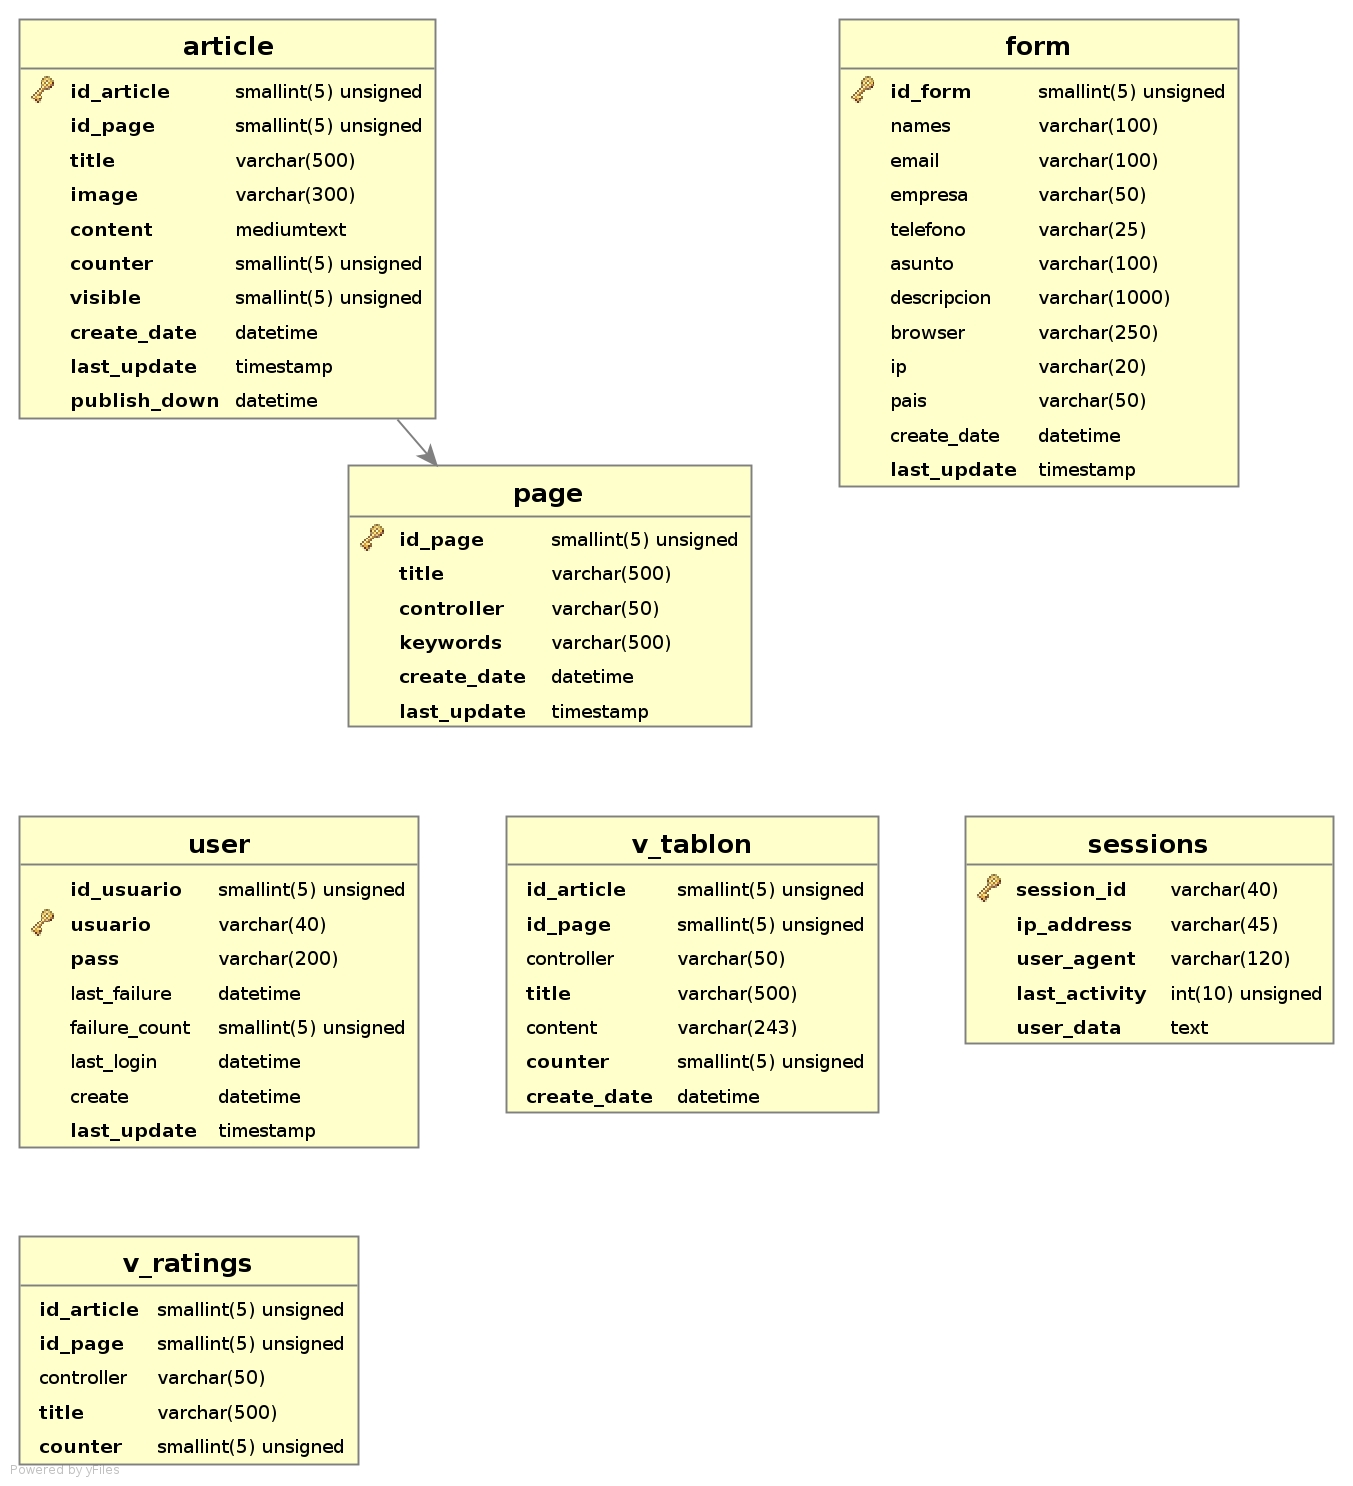 article
id_article smallint(5) unsigned
id_page smallint(5) unsigned
title varchar(500)
image varchar(300)
content mediumtext
counter smallint(5) unsigned
visible smallint(5) unsigned
create_date datetime
last_update timestamp
publish_down datetime
form
id_form smallint(5) unsigned
names varchar(100)
email varchar(100)
empresa varchar(50)
telefono varchar(25)
asunto varchar(100)
descripcion varchar(1000)
browser varchar(250)
ip varchar(20)
pais varchar(50)
create_date datetime
last_update timestamp
page
id_page smallint(5) unsigned
title varchar(500)
controller varchar(50)
keywords varchar(500)
create_date datetime
last_update timestamp
user
id_usuario smallint(5) unsigned
usuario varchar(40)
pass varchar(200)
last_failure datetime
failure_count smallint(5) unsigned
last_login datetime
create datetime
last_update timestamp
v_tablon
id_article smallint(5) unsigned
id_page smallint(5) unsigned
controller varchar(50)
title varchar(500)
content varchar(243)
counter smallint(5) unsigned
create_date datetime
sessions
session_id varchar(40)
ip_address varchar(45)
user_agent varchar(120)
last_activity int(10) unsigned
user_data text
v_ratings
id_article smallint(5) unsigned
id_page smallint(5) unsigned
controller varchar(50)
title varchar(500)
counter smallint(5) unsigned
Powered by yFiles